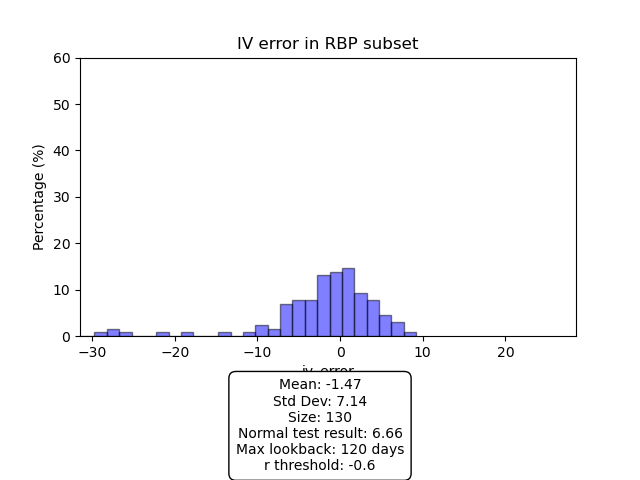 IV error in RBP subset
60
50
40
30
20
10
0
Percentage (%)
−30 −20 −10 0 10 20
iv_error
Mean: -1.47
Std Dev: 7.14
Size: 130
Normal test result: 6.66
Max lookback: 120 days
r threshold: -0.6